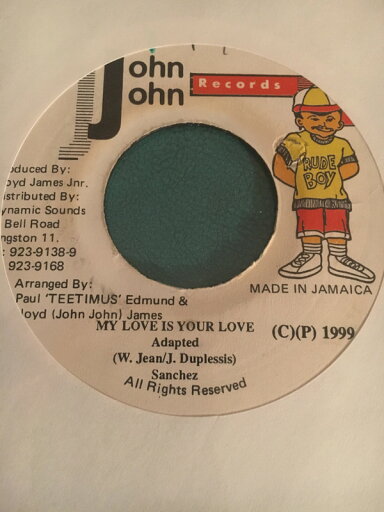 John
John
Records
RUDE
BOY
oduced By:
loyd James Jnr.
istributed By:
ynamic Sounds
Bell Road
ngston 11.
: 923-9138-9
923-9168
Arranged By:
Paul 'TEETIMUS' Edmund &
loyd (John John) James
MADE IN JAMAICA
MY LOVE IS YOUR LOVE
Adapted
(W. Jean/J. Duplessis)
Sanchez
(C)(P) 1999
All Rights Reserved